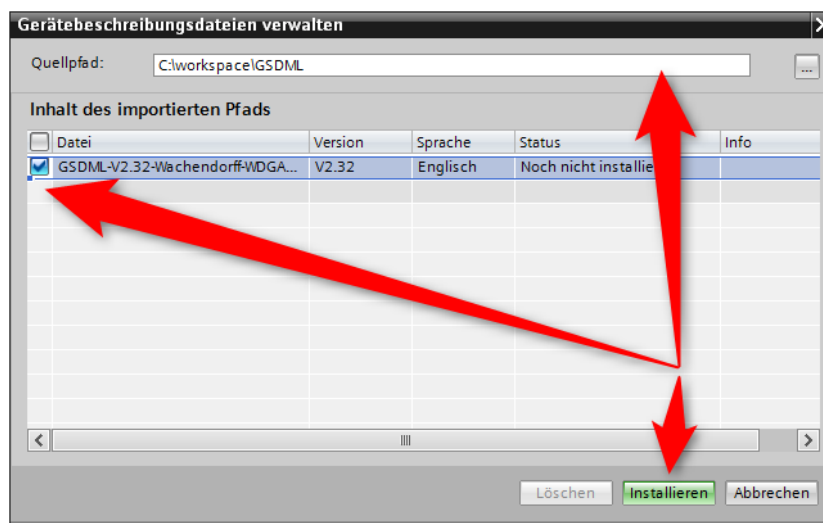 Gerätebeschreibungsdateien verwalten
Quellpfad: C:\workspace\GSDML ...
Inhalt des importierten Pfads
Datei Version Sprache Status Info
GSDML-V2.32-Wachendorff-WDGA... V2.32 Englisch Noch nicht installie
Löschen Installieren Abbrechen